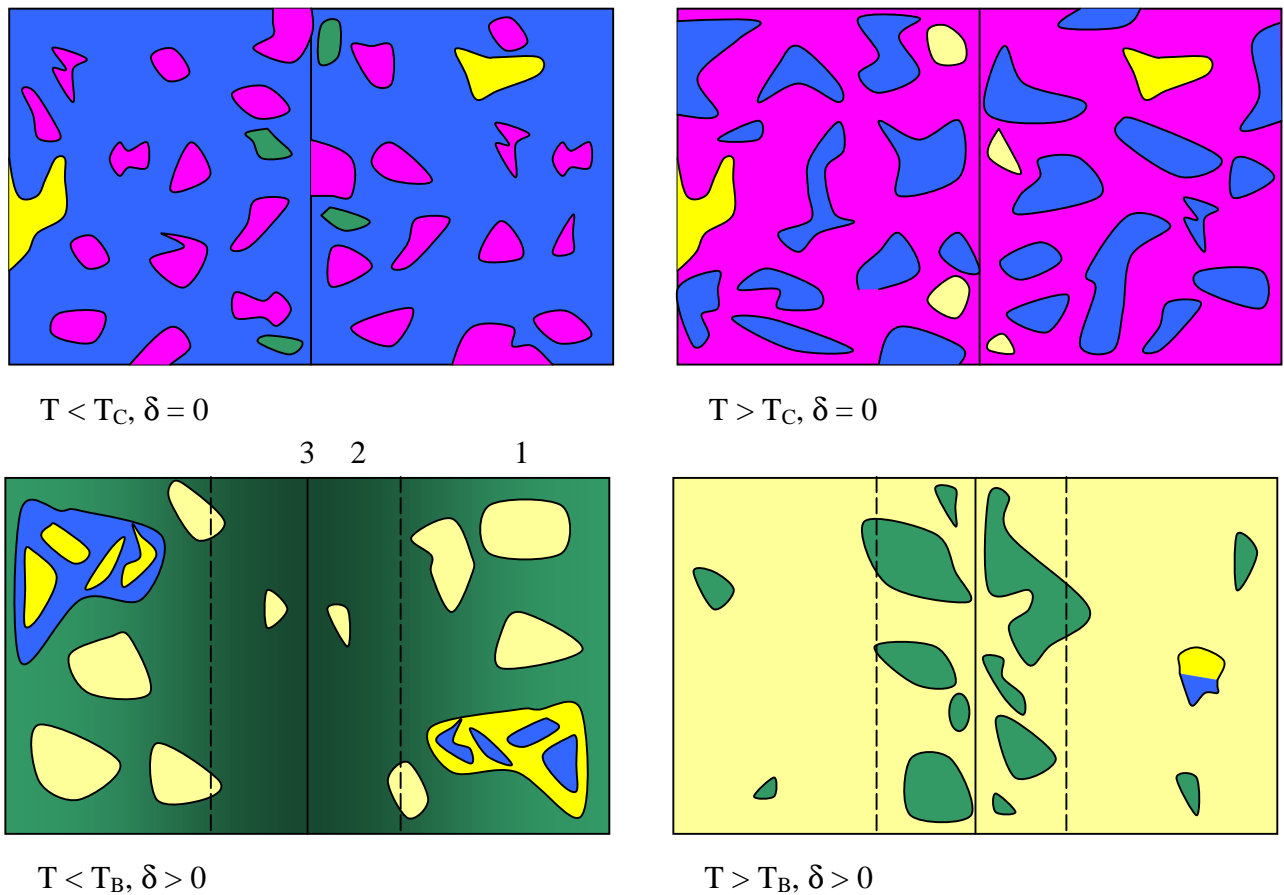 T < T_C, δ = 0
T > T_C, δ = 0
3 2 1
T < T_B, δ > 0
T > T_B, δ > 0